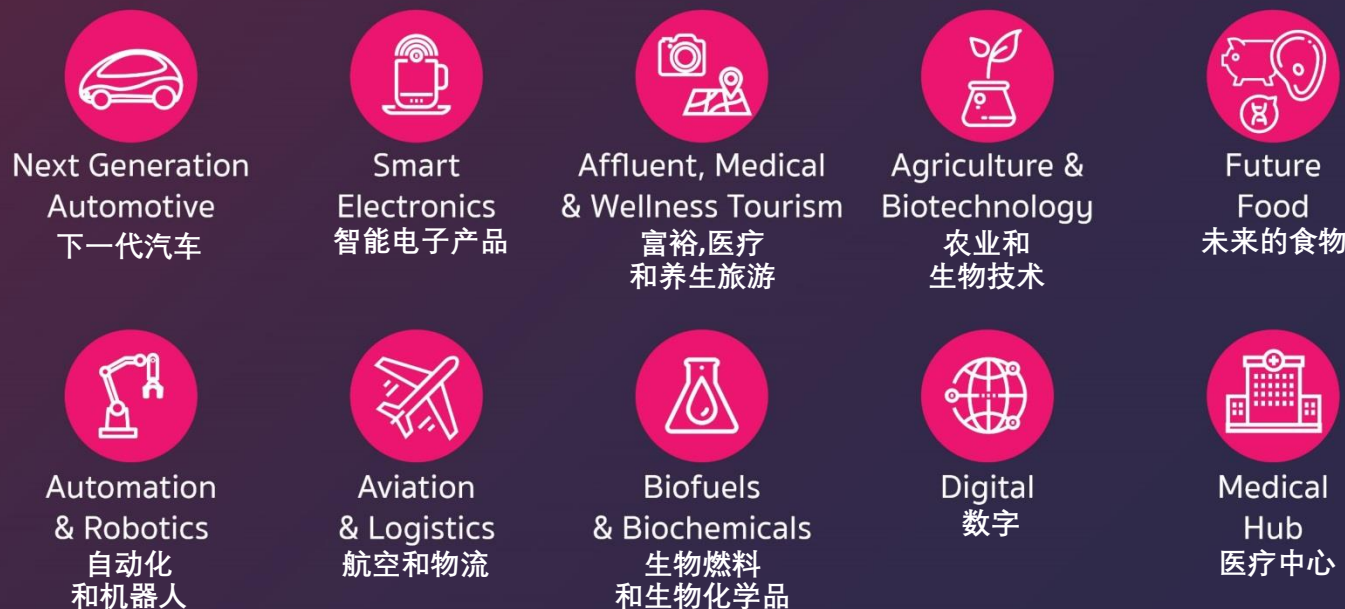 Next Generation
Automotive
下一代汽车
Smart
Electronics
智能电子产品
Affluent, Medical
& Wellness Tourism
富裕,医疗
和养生旅游
Agriculture &
Biotechnology
农业和
生物技术
Future
Food
未来的食物
Automation
& Robotics
自动化
和机器人
Aviation
& Logistics
航空和物流
Biofuels
& Biochemicals
生物燃料
和生物化学品
Digital
数字
Medical
Hub
医疗中心